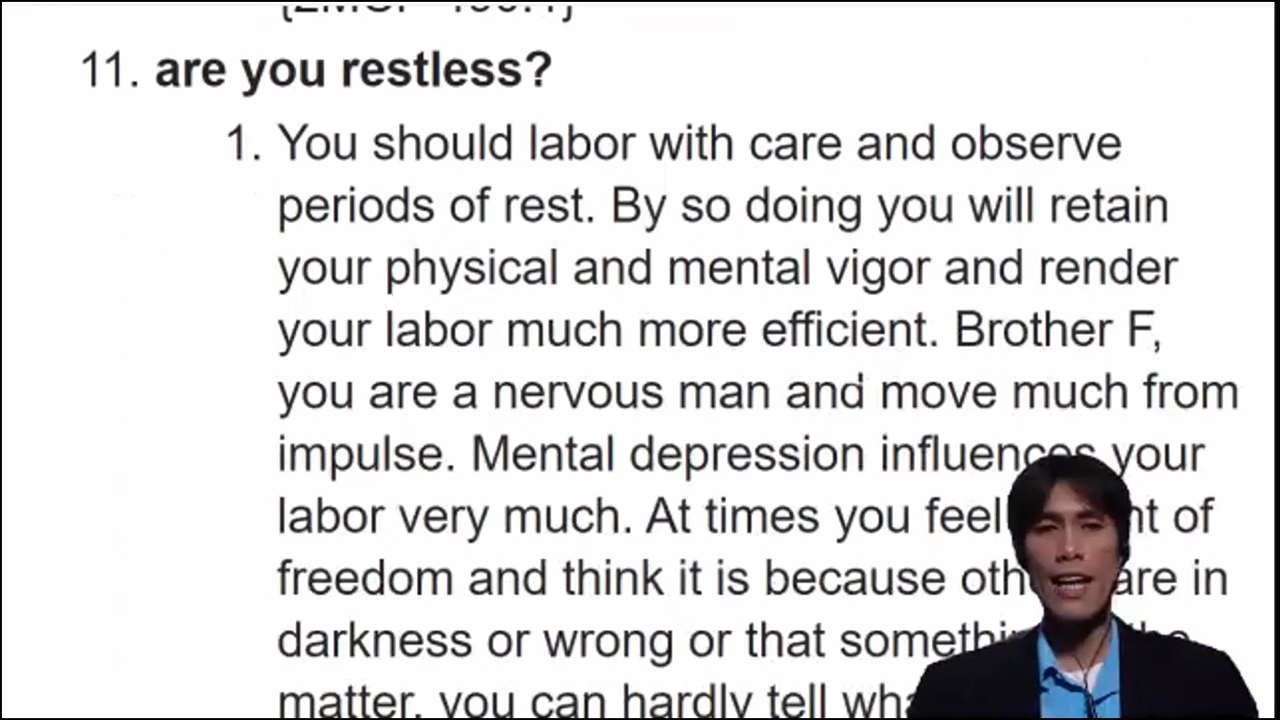 11. are you restless?
1. You should labor with care and observe
periods of rest. By so doing you will retain
your physical and mental vigor and render
your labor much more efficient. Brother F,
you are a nervous man and move much from
impulse. Mental depression influences your
labor very much. At times you feel of
freedom and think it is because are in
darkness or wrong or that
matter, you can hardly tell